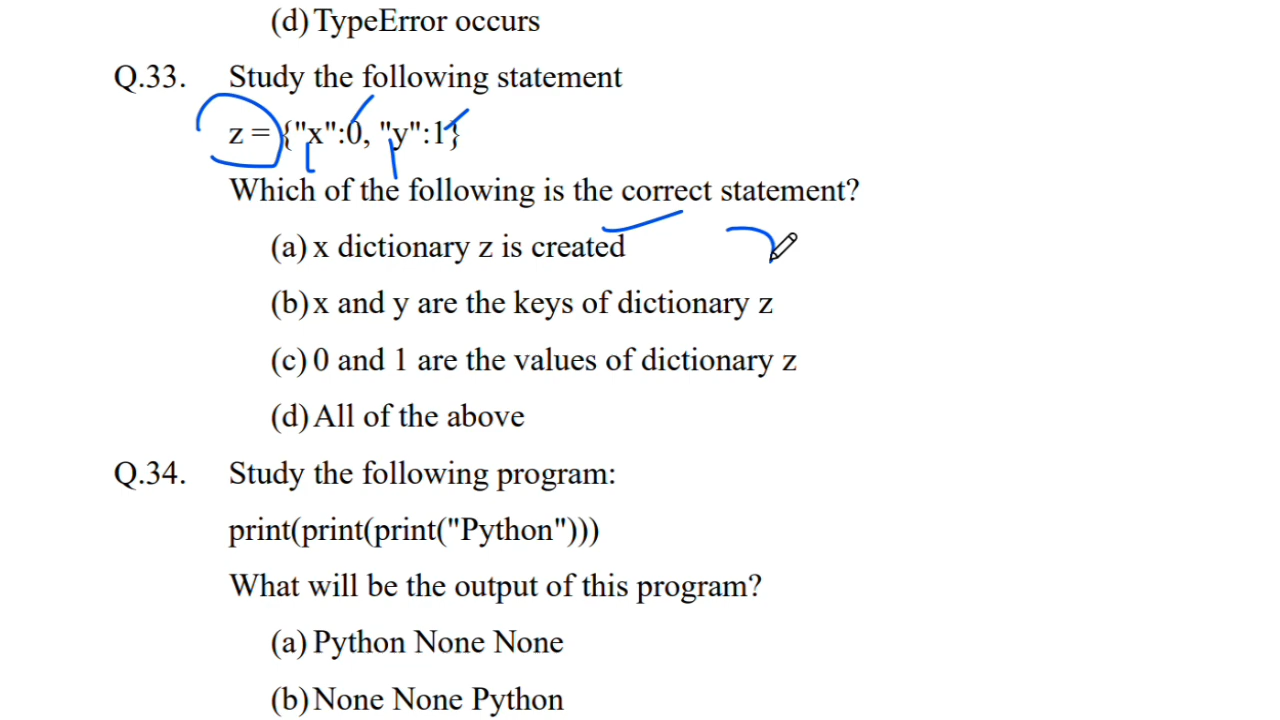 (d) TypeError occurs
Q.33. Study the following statement
z = {"x":0, "y":1}
Which of the following is the correct statement?
(a) x dictionary z is created
(b) x and y are the keys of dictionary z
(c) 0 and 1 are the values of dictionary z
(d) All of the above
Q.34. Study the following program:
print(print(print("Python")))
What will be the output of this program?
(a) Python None None
(b) None None Python